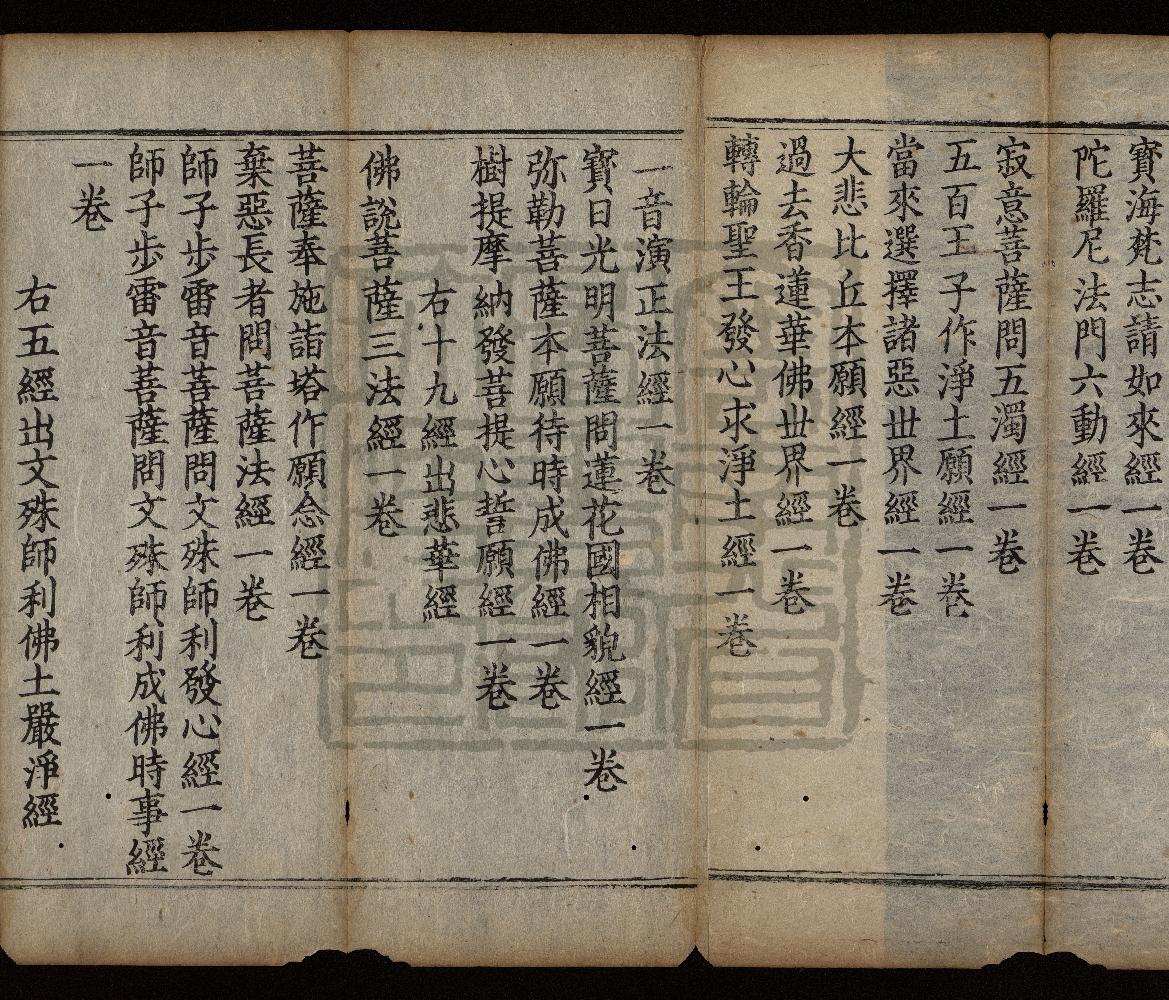 寶海梵志請如來經一卷
陀羅尼法門六動經一卷
寂意菩薩問五濁經一卷
五百王子作淨土願經一卷
當來選擇諸惡世界經一卷
大悲比丘本願經一卷
過去香蓮華佛世界經一卷
轉輪聖王發心求淨土經一卷
一音演正法經一卷
寶日光明菩薩問蓮花國相貌經一卷
弥勒菩薩本願待時成佛經一卷
樹提摩納發菩提心誓願經一卷
右十九經出悲華經
佛說菩薩三法經一卷
菩薩奉施詣塔作願念經一卷
棄惡長者問菩薩法經一卷
師子步雷音菩薩問文殊師利發心經一卷
師子步雷音菩薩問文殊師利成佛時事經
一卷
右五經出文殊師利佛土嚴淨經